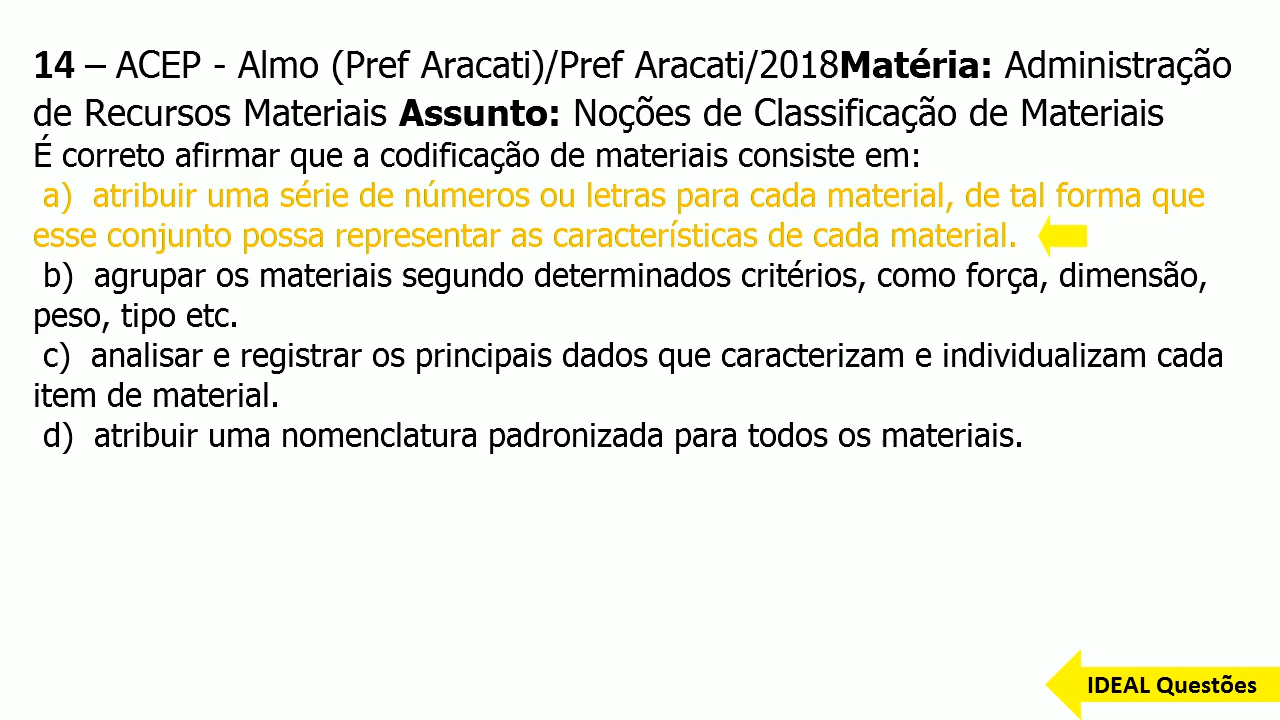 14 – ACEP - Almo (Pref Aracati)/Pref Aracati/2018Matéria: Administração
de Recursos Materiais Assunto: Noções de Classificação de Materiais
É correto afirmar que a codificação de materiais consiste em:
a) atribuir uma série de números ou letras para cada material, de tal forma que
esse conjunto possa representar as características de cada material.
b) agrupar os materiais segundo determinados critérios, como força, dimensão,
peso, tipo etc.
c) analisar e registrar os principais dados que caracterizam e individualizam cada
item de material.
d) atribuir uma nomenclatura padronizada para todos os materiais.
IDEAL Questões